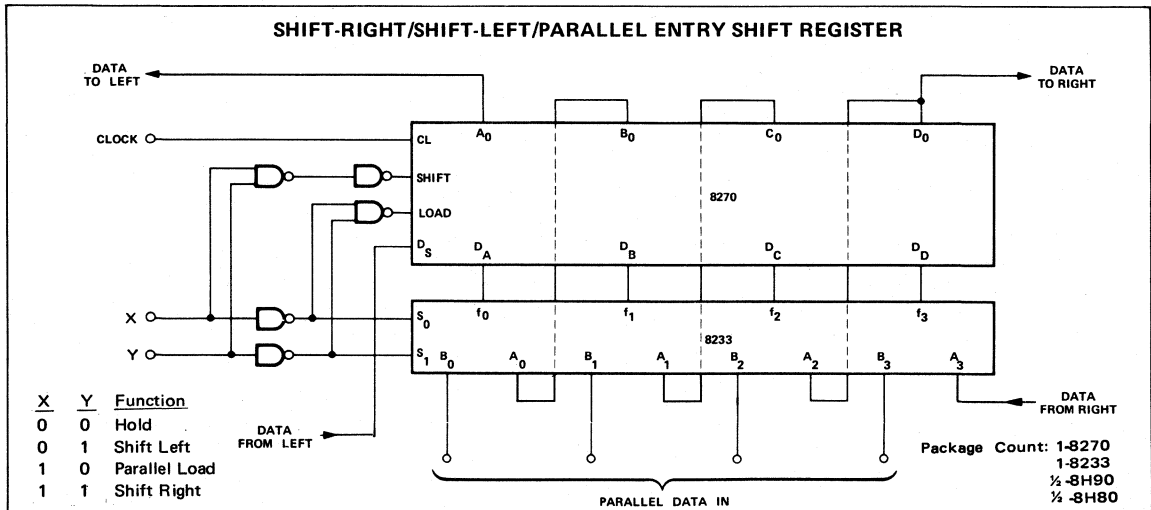 SHIFT-RIGHT/SHIFT-LEFT/PARALLEL ENTRY SHIFT REGISTER
DATA
TO LEFT
DATA
TO RIGHT
CLOCK
CL
A0
B0
C0
D0
SHIFT
8270
LOAD
DS
DA
DB
DC
DD
X
S0
f0
f1
f2
f3
8233
Y
S1
B0
A0
B1
A1
B2
A2
B3
A3
DATA
FROM LEFT
DATA
FROM RIGHT
X Y Function
0 0 Hold
0 1 Shift Left
1 0 Parallel Load
1 1 Shift Right
PARALLEL DATA IN
Package Count: 1-8270
1-8233
½-8H90
½-8H80